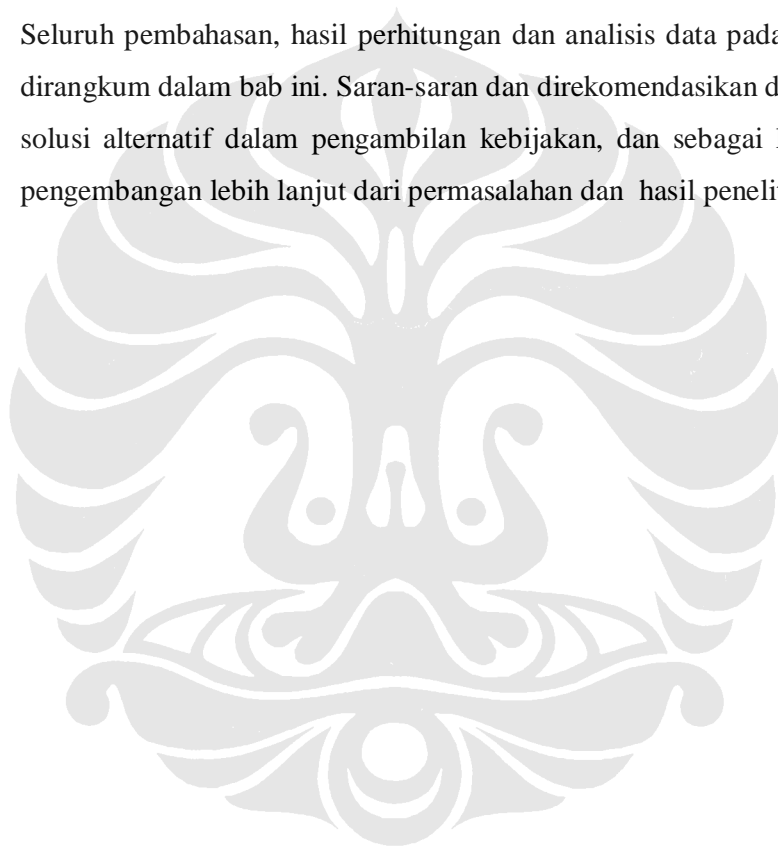 Seluruh pembahasan, hasil perhitungan dan analisis data pada
dirangkum dalam bab ini. Saran-saran dan direkomendasikan
solusi alternatif dalam pengambilan kebijakan, dan sebagai
pengembangan lebih lanjut dari permasalahan dan hasil